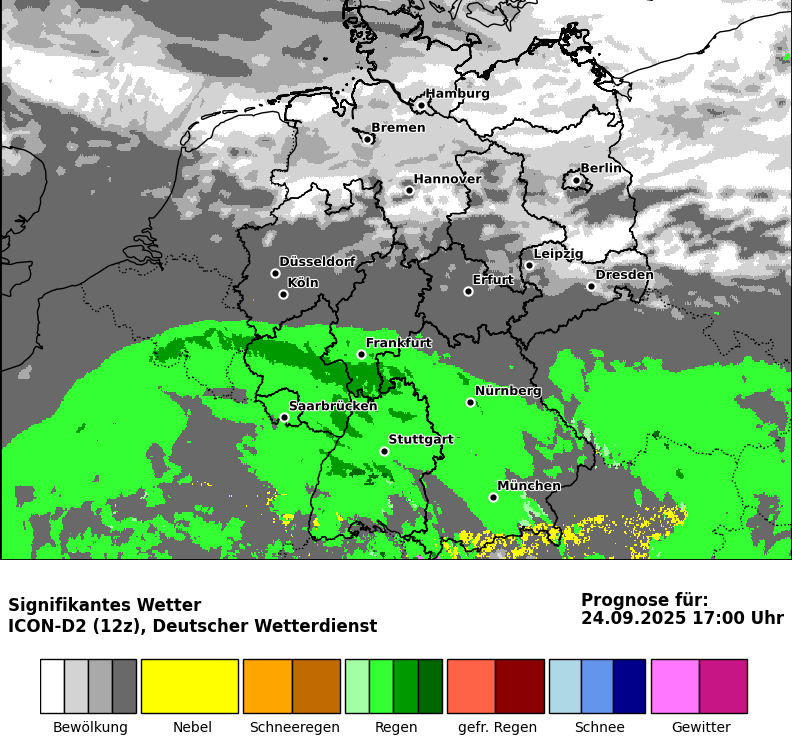 Hamburg
Bremen
Berlin
Hannover
Leipzig
Düsseldorf
Dresden
Köln
Erfurt
Frankfurt
Nürnberg
Saarbrücken
Stuttgart
München
Signifikantes Wetter
ICON-D2 (12z), Deutscher Wetterdienst
Prognose für:
24.09.2025 17:00 Uhr
Bewölkung Nebel Schneeregen Regen gefr. Regen Schnee Gewitter